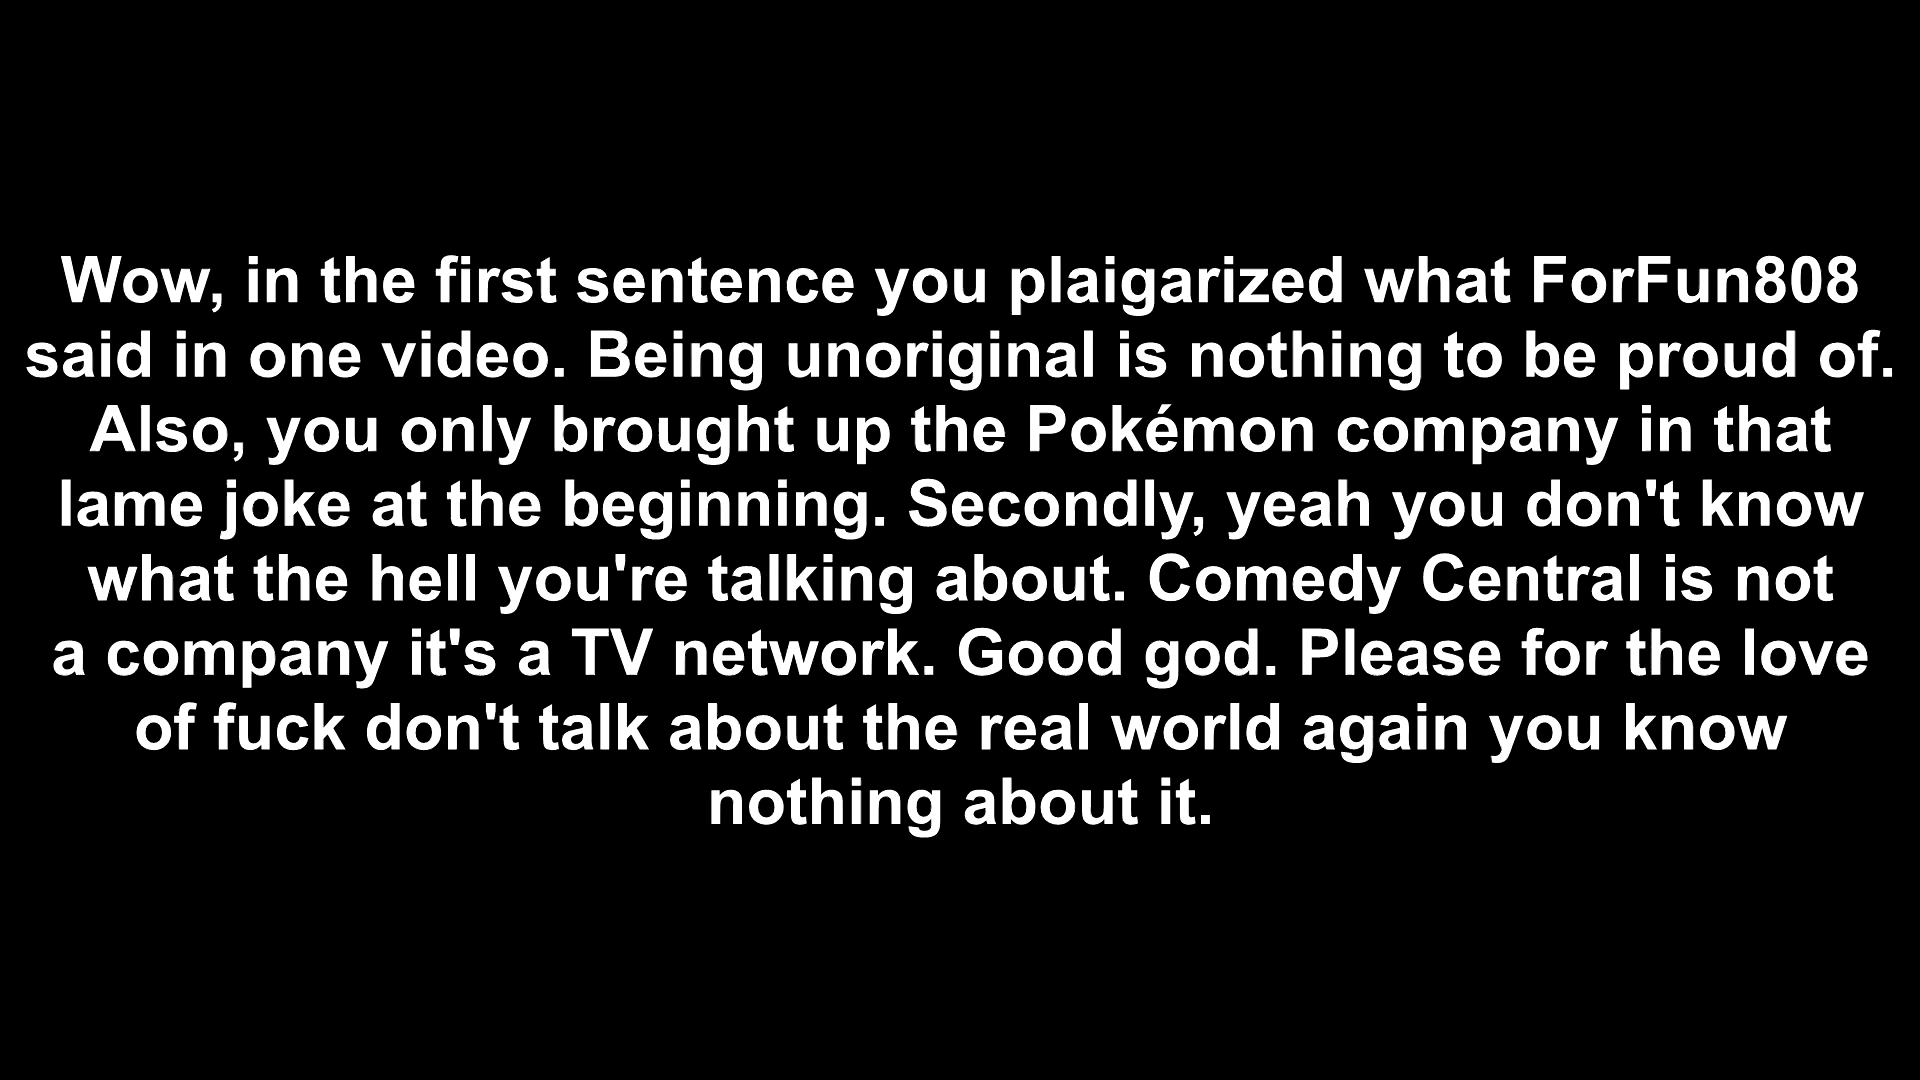 Wow, in the first sentence you plaigarized what ForFun808
said in one video. Being unoriginal is nothing to be proud of.
Also, you only brought up the Pokémon company in that
lame joke at the beginning. Secondly, yeah you don't know
what the hell you're talking about. Comedy Central is not
a company it's a TV network. Good god. Please for the love
of fuck don't talk about the real world again you know
nothing about it.